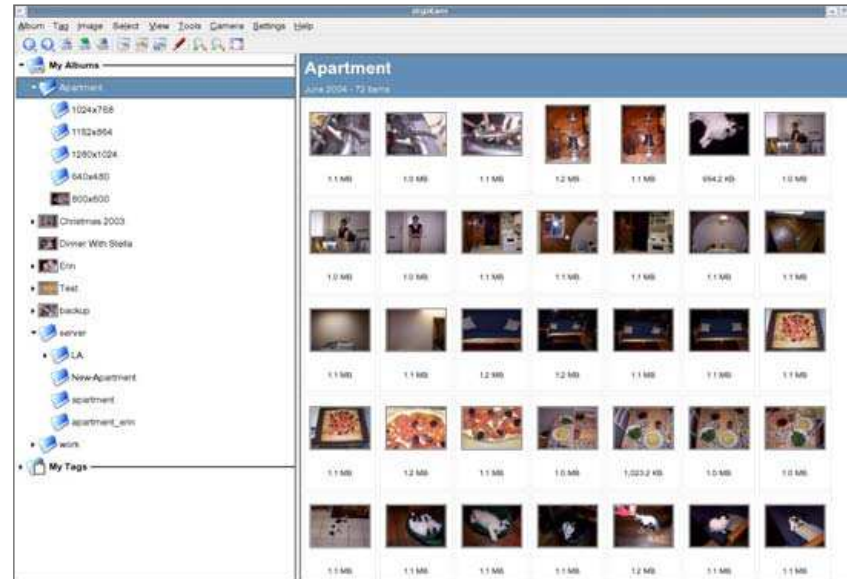 digiKam
Album Tag Image Select View Tools Camera Settings Help
My Albums
Apartment
1024x768
1152x864
1280x1024
640x480
800x600
Christmas 2003
Dinner With Stella
Erin
Test
backup
server
LA
New-Apartment
apartment
apartment_erin
work
My Tags
Apartment
June 2004 - 72 Items
1.1 MB 1.0 MB 1.1 MB 1.2 MB 1.1 MB 994.2 KB 1.0 MB
1.0 MB 1.0 MB 1.1 MB 1.1 MB 1.1 MB 1.1 MB 1.1 MB
1.1 MB 1.1 MB 1.2 MB 1.2 MB 1.1 MB 1.1 MB 1.1 MB
1.1 MB 1.2 MB 1.1 MB 1.0 MB 1,023.2 KB 1.0 MB 1.0 MB
1.1 MB 1.1 MB 1.1 MB 1.1 MB 1.2 MB 1.1 MB 1.1 MB